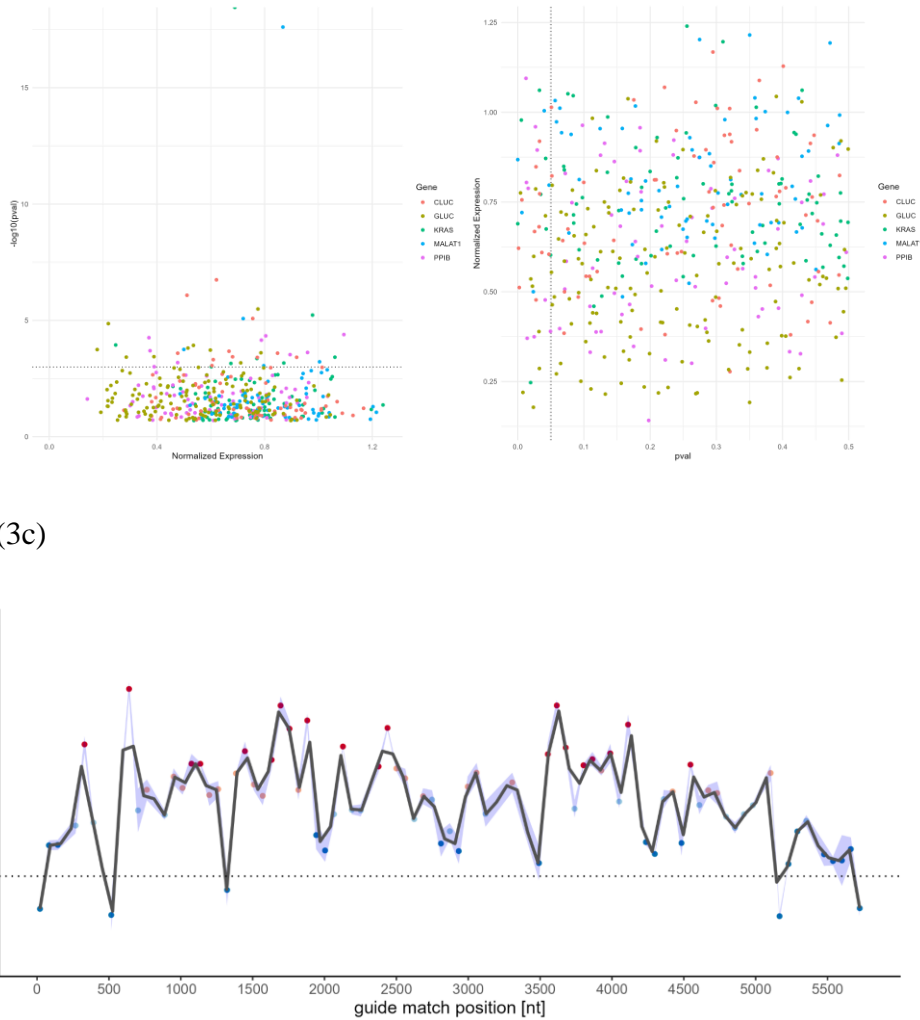 1.25
15
1.00
10
-log10(pval)
Gene
CLUC
GLUC
KRAS
MALAT1
PPIB
5
0
0.0 0.4 0.8 1.2
Normalized Expression
Normalized Expression
0.75
0.50
0.25
Gene
CLUC
GLUC
KRAS
MALAT
PPIB
0.0 0.1 0.2 0.3 0.4 0.5
pval
(3c)
0 500 1000 1500 2000 2500 3000 3500 4000 4500 5000 5500
guide match position [nt]